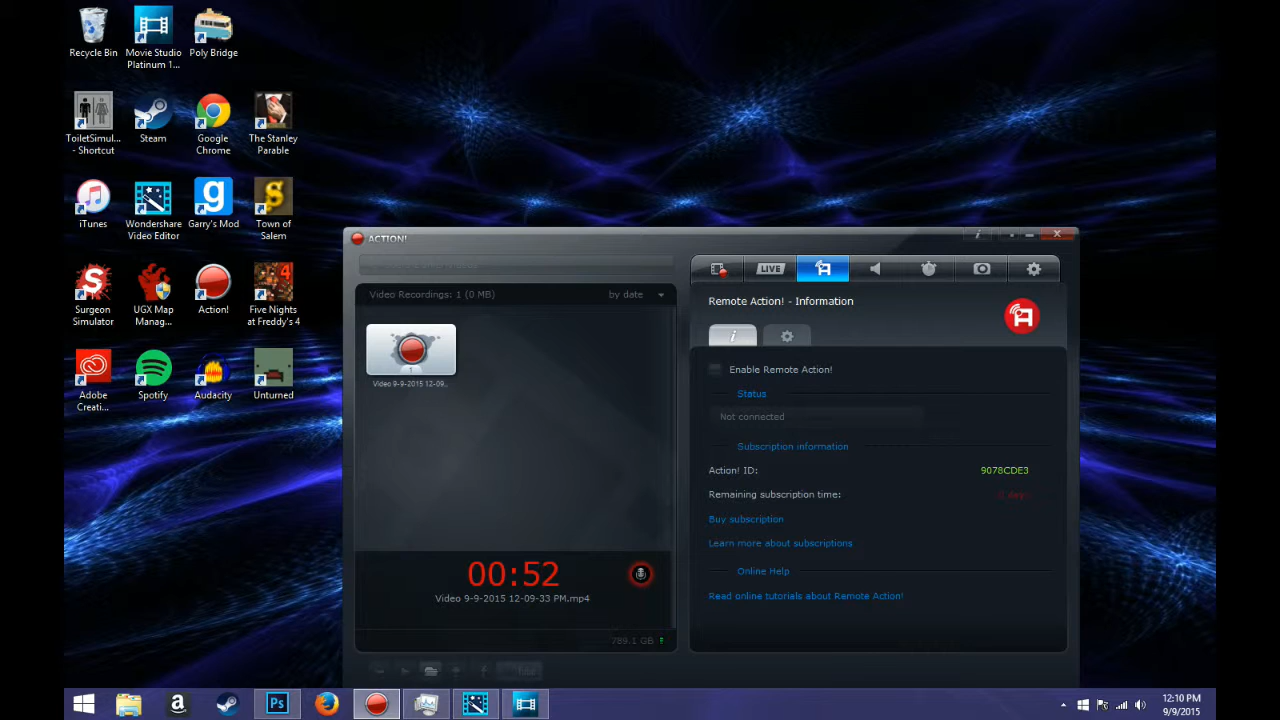 Recycle Bin
Movie Studio
Platinum 1...
Poly Bridge
ToiletSimul...
- Shortcut
Steam
Google
Chrome
The Stanley
Parable
iTunes
Wondershare
Video Editor
Garry's Mod
Town of
Salem
Surgeon
Simulator
UGX Map
Manag...
Action!
Five Nights
at Freddy's 4
Adobe
Creati...
Spotify
Audacity
Unturned
ACTION!
Video Recordings: 1 (0 MB)
by date
Video 9-9-2015 12-09..
00:52
Video 9-9-2015 12-09-33 PM.mp4
789.1 GB
LIVE
Remote Action! - Information
Enable Remote Action!
Status
Not connected
Subscription information
Action! ID:
9078CDE3
Remaining subscription time:
0 days
Buy subscription
Learn more about subscriptions
Online Help
Read online tutorials about Remote Action!
Ps
12:10 PM
9/9/2015